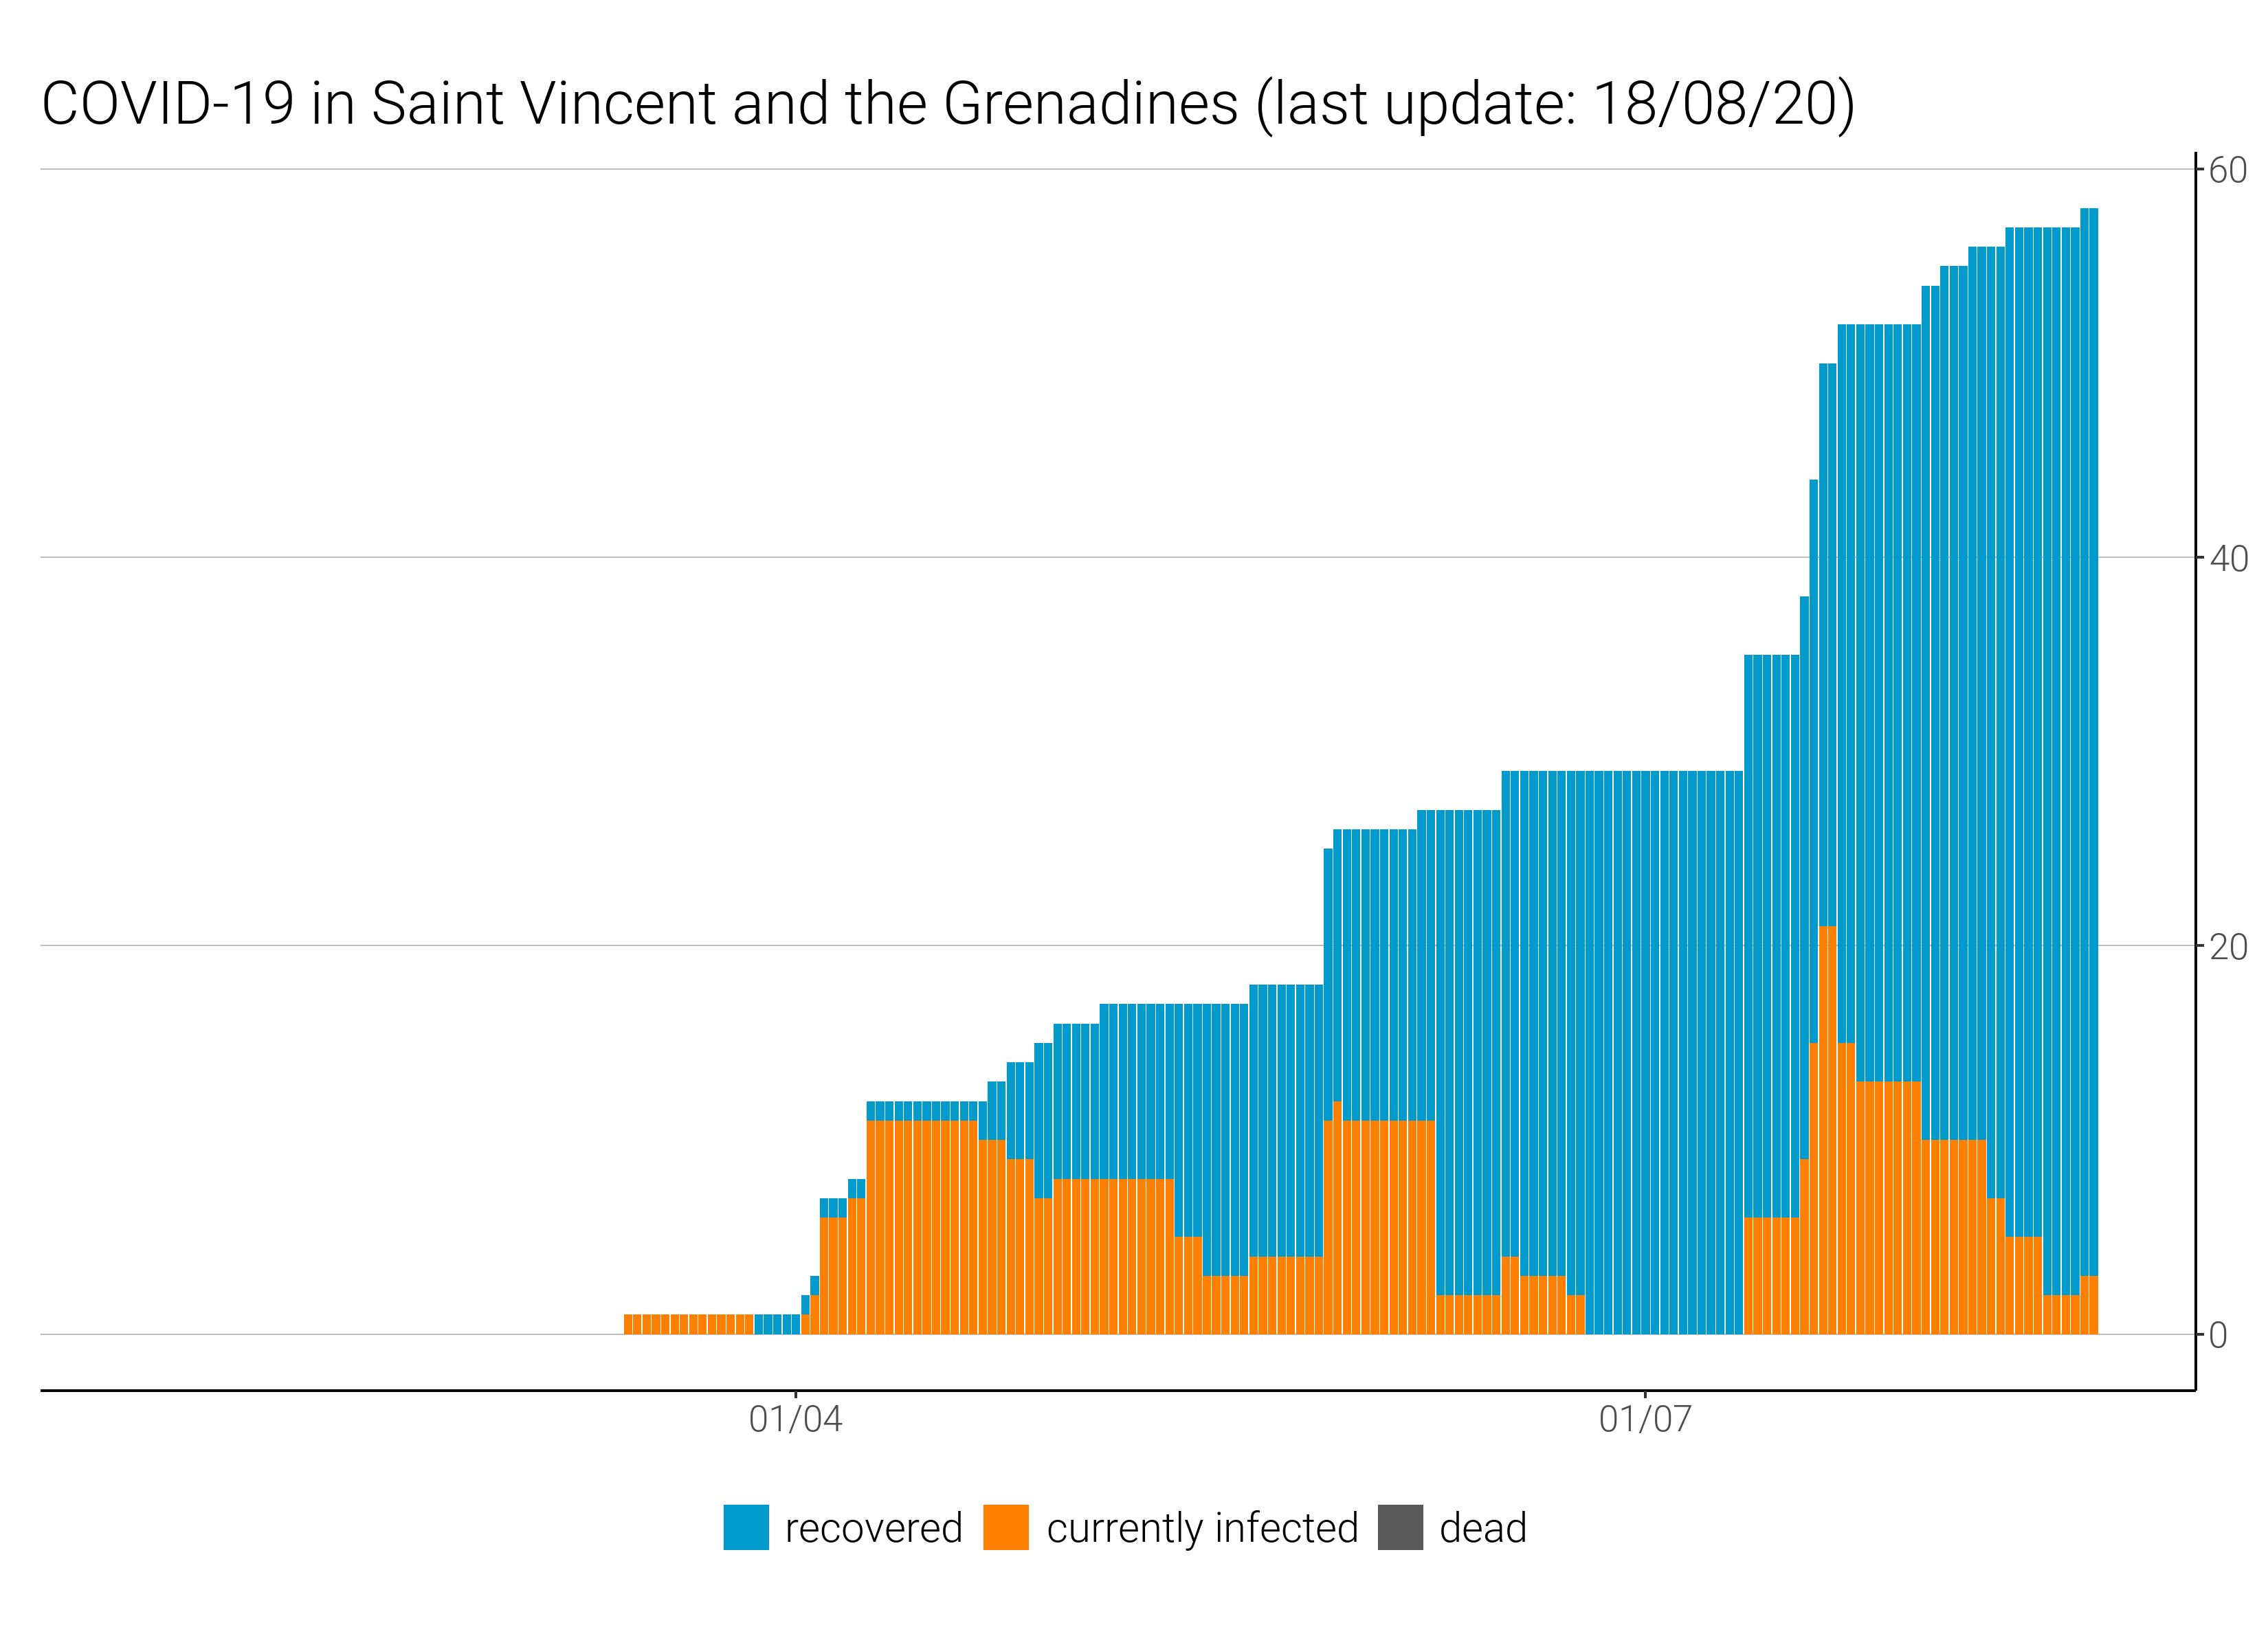 COVID-19 in Saint Vincent and the Grenadines (last update: 18/08/20)
60
40
20
0
01/04 01/07
recovered currently infected dead